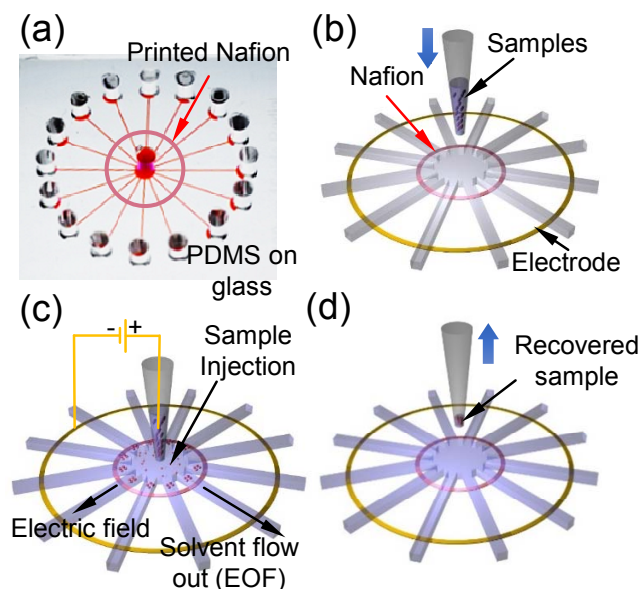 (a)
Printed Nafion
PDMS on
glass
(b)
Samples
Nafion
Electrode
(c)
- +
Sample
Injection
Electric field
Solvent flow
out (EOF)
(d)
Recovered
sample